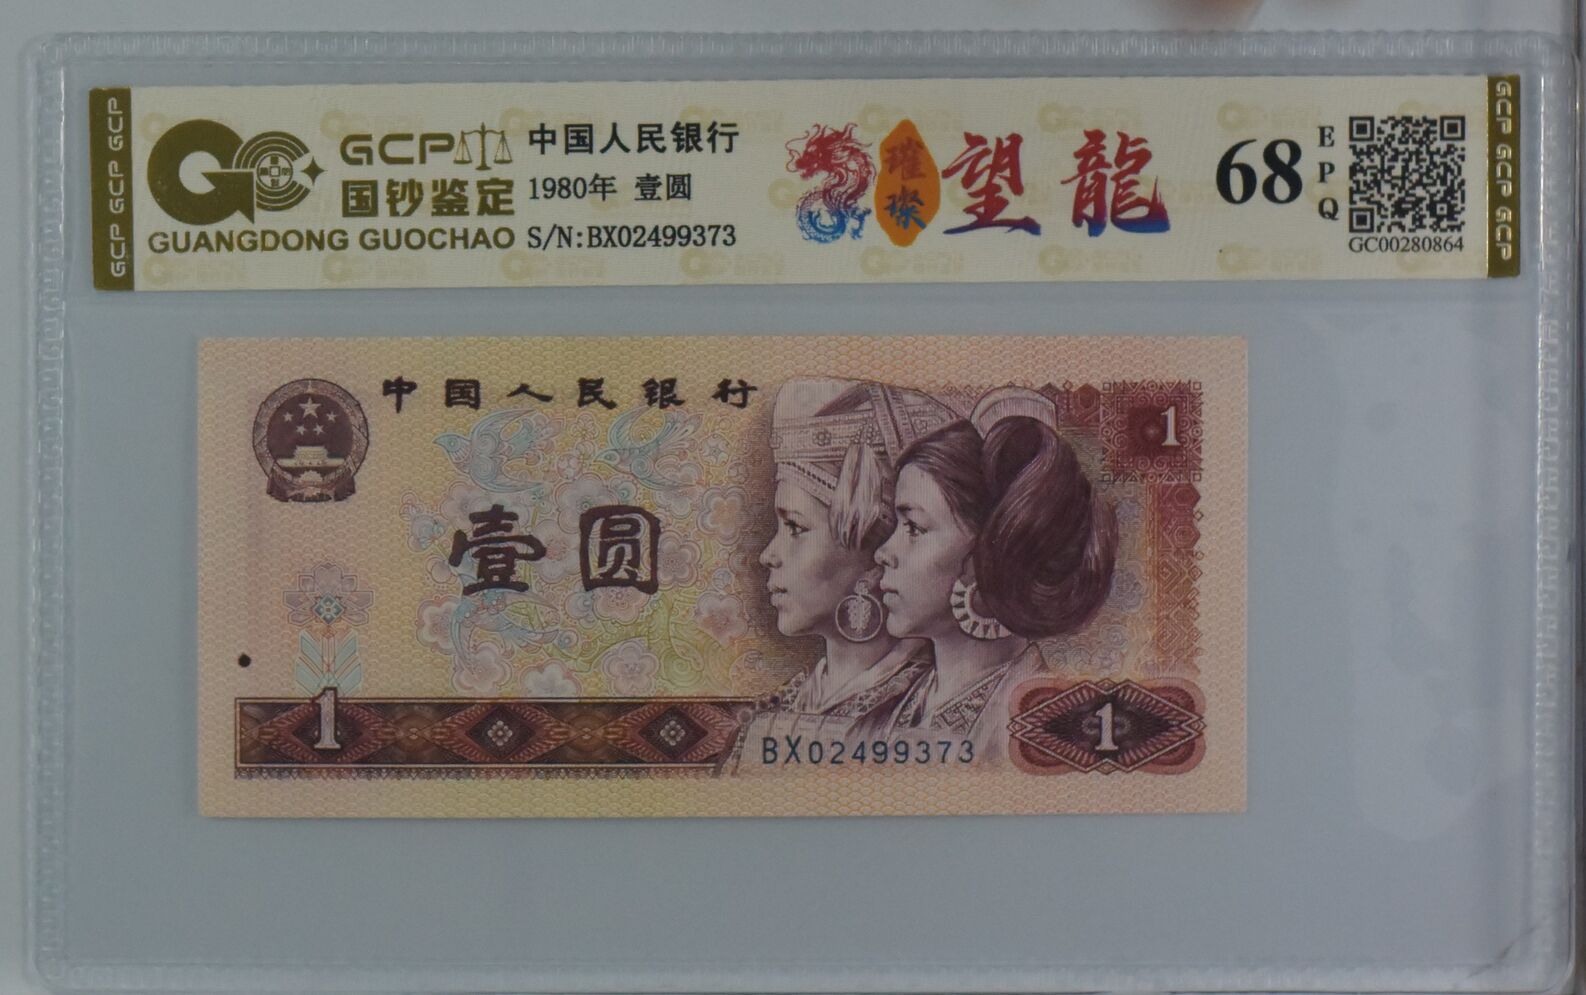 GCP GCP GCP
GCP
国钞鉴定
GUANGDONG GUOCHAO
中国人民银行
1980年 壹圆
S/N:BX02499373
璀璨
望龍
68
EPQ
GC00280864
GCP GCP GCP
中国人民银行
1
壹圆
1
BX02499373
1